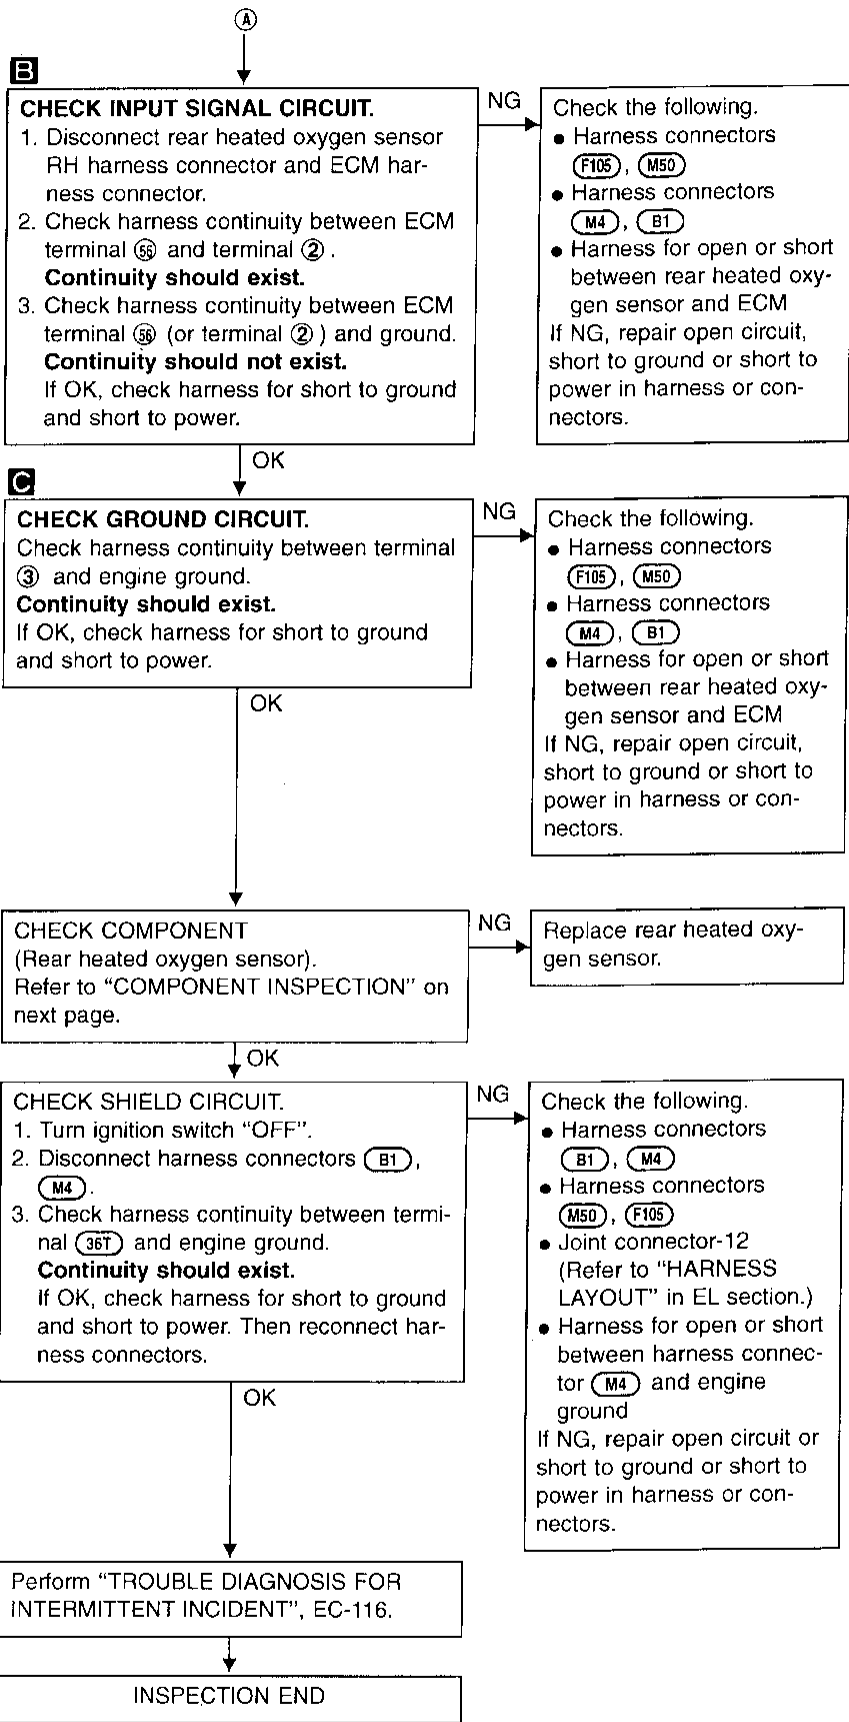 A
B
CHECK INPUT SIGNAL CIRCUIT.
1. Disconnect rear heated oxygen sensor
RH harness connector and ECM har-
ness connector.
2. Check harness continuity between ECM
terminal 56 and terminal 2 .
Continuity should exist.
3. Check harness continuity between ECM
terminal 56 (or terminal 2 ) and ground.
Continuity should not exist.
If OK, check harness for short to ground
and short to power.
NG
Check the following.
● Harness connectors
F105 , M50
● Harness connectors
M4 , B1
● Harness for open or short
between rear heated oxy-
gen sensor and ECM
If NG, repair open circuit,
short to ground or short to
power in harness or con-
nectors.
OK
C
CHECK GROUND CIRCUIT.
Check harness continuity between terminal
3 and engine ground.
Continuity should exist.
If OK, check harness for short to ground
and short to power.
NG
Check the following.
● Harness connectors
F105 , M50
● Harness connectors
M4 , B1
● Harness for open or short
between rear heated oxy-
gen sensor and ECM
If NG, repair open circuit,
short to ground or short to
power in harness or con-
nectors.
OK
CHECK COMPONENT
(Rear heated oxygen sensor).
Refer to “COMPONENT INSPECTION” on
next page.
NG
Replace rear heated oxy-
gen sensor.
OK
CHECK SHIELD CIRCUIT.
1. Turn ignition switch “OFF”.
2. Disconnect harness connectors B1 ,
M4 .
3. Check harness continuity between termi-
nal 36T and engine ground.
Continuity should exist.
If OK, check harness for short to ground
and short to power. Then reconnect har-
ness connectors.
NG
Check the following.
● Harness connectors
B1 , M4
● Harness connectors
M50 , F105
● Joint connector-12
(Refer to “HARNESS
LAYOUT” in EL section.)
● Harness for open or short
between harness connec-
tor M4 and engine
ground
If NG, repair open circuit or
short to ground or short to
power in harness or con-
nectors.
OK
Perform “TROUBLE DIAGNOSIS FOR
INTERMITTENT INCIDENT”, EC-116.
INSPECTION END